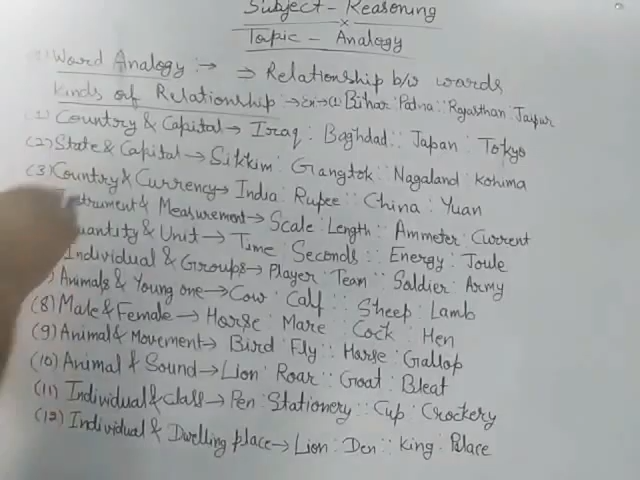 Subject - Reasoning
Topic - Analogy
Word Analogy :→ ⇒ Relationship b/w words
Kinds of Relationship → Ex → (1) Bihar : Patna :: Rajasthan : Jaipur
(1) Country & Capital → Iraq : Baghdad :: Japan : Tokyo
(2) State & Capital → Sikkim : Gangtok :: Nagaland : Kohima
(3) Country & Currency → India : Rupee :: China : Yuan
Instrument & Measurement → Scale : Length :: Ammeter : Current
Quantity & Unit → Time : Seconds :: Energy : Joule
Individual & Groups → Player : Team :: Soldier : Army
Animals & Young one → Cow : Calf :: Sheep : Lamb
(8) Male & Female → Horse : Mare :: Cock : Hen
(9) Animal & Movement → Bird : Fly :: Horse : Gallop
(10) Animal & Sound → Lion : Roar :: Goat : Bleat
(11) Individual & class → Pen : Stationery :: Cup : Crockery
(12) Individual & Dwelling place → Lion : Den :: King : Palace